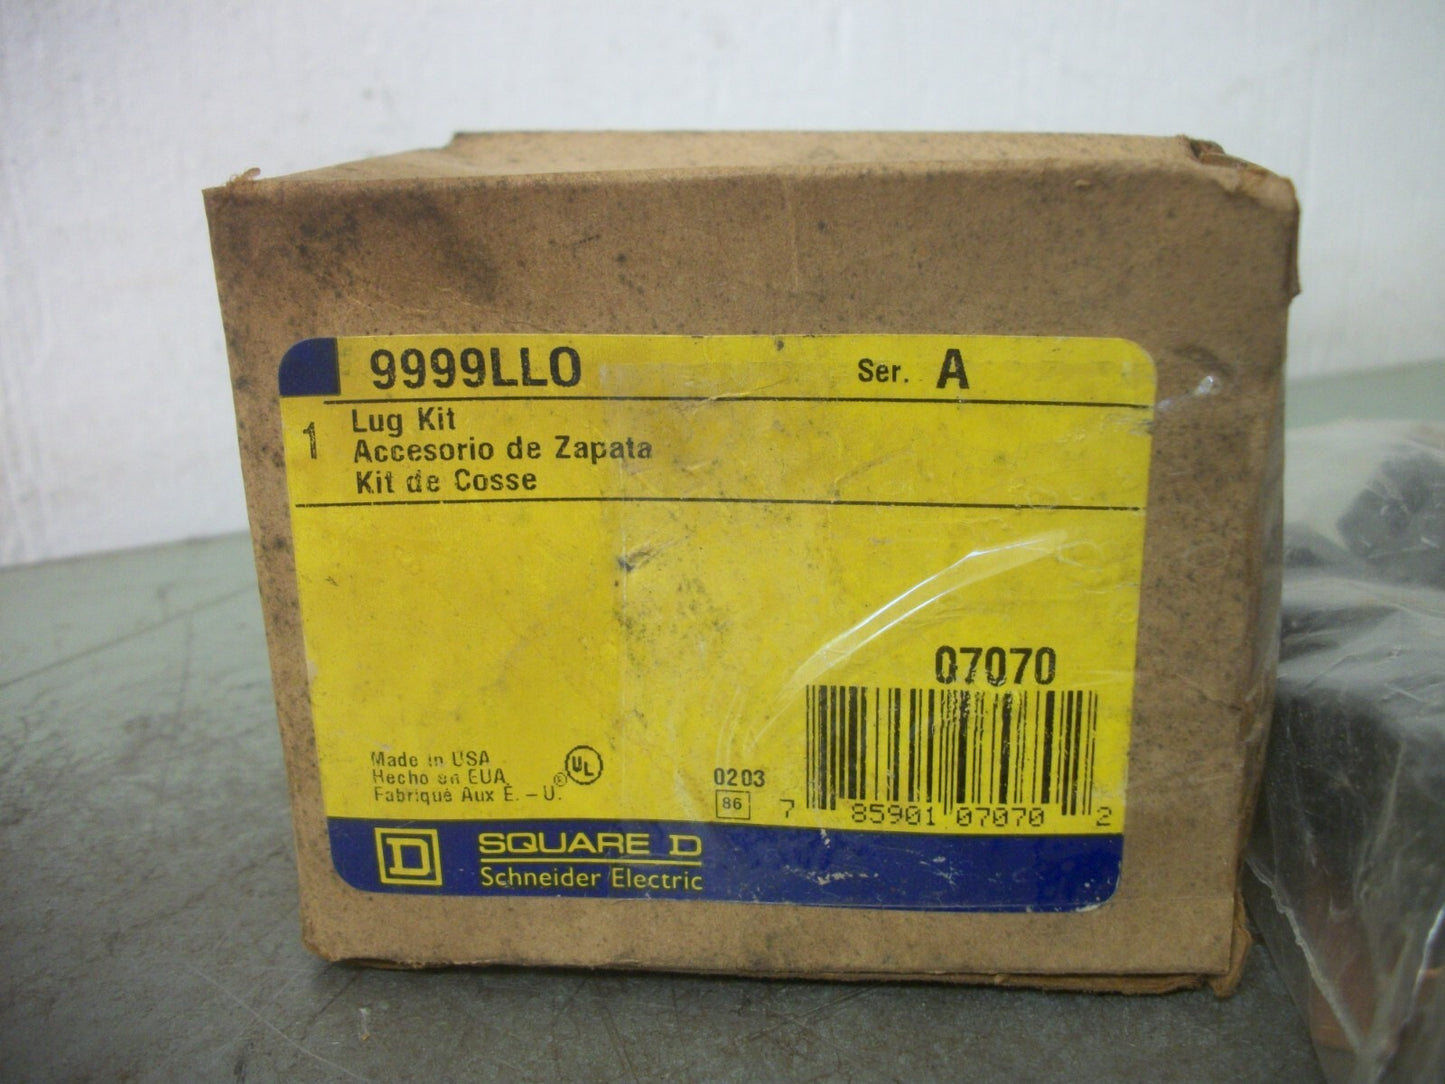 9999LLO Ser. A
1 Lug Kit
Accesorio de Zapata
Kit de Cosse
07070
Made in USA
Hecho en EUA
Fabriqué Aux É.-U.
UL ®
0203
86
7 85901 07070 2
D SQUARE D
Schneider Electric